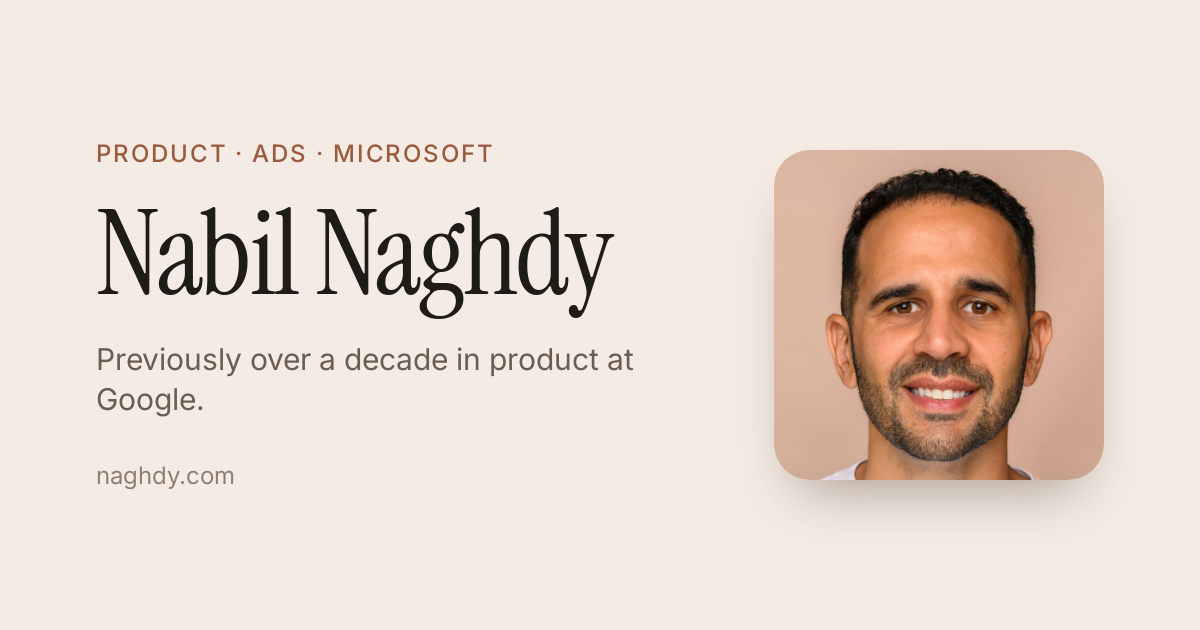 PRODUCT · ADS · MICROSOFT
Nabil Naghdy
Previously over a decade in product at
Google.
naghdy.com